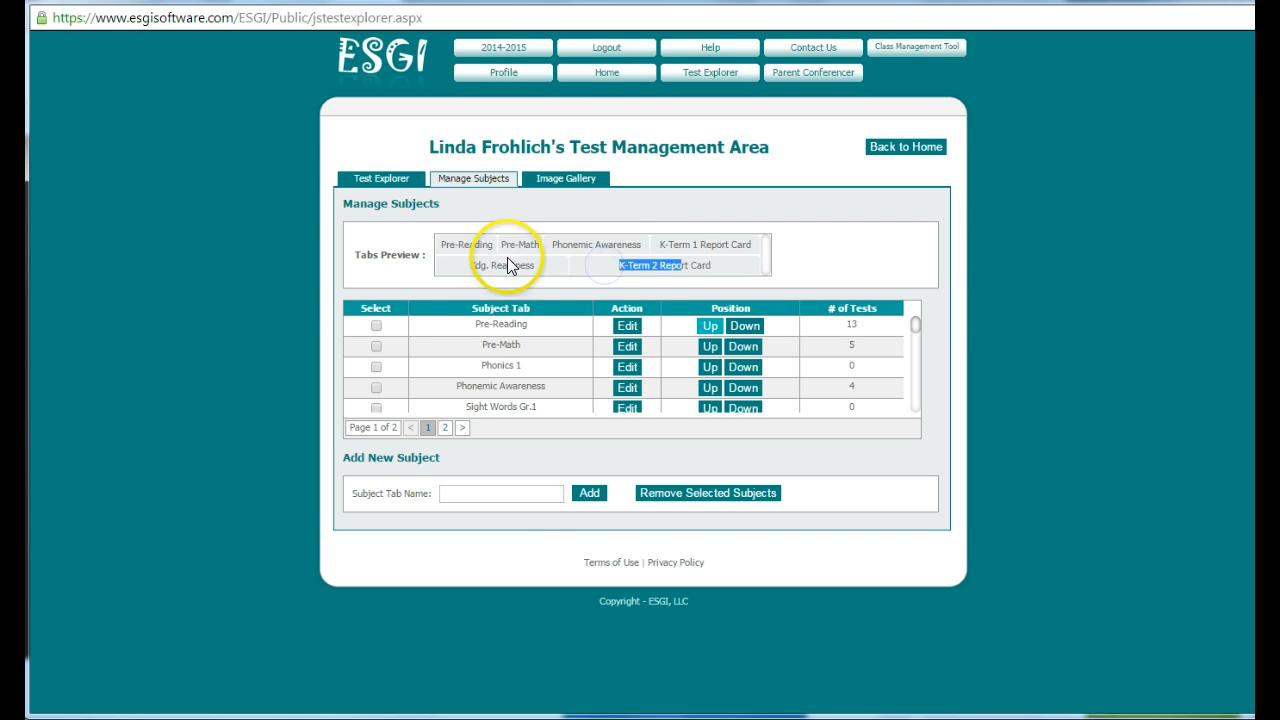 https://www.esgisoftware.com/ESGI/Public/jstestexplorer.aspx
ESGI
2014-2015 Logout Help Contact Us Class Management Tool
Profile Home Test Explorer Parent Conferencer
Linda Frohlich's Test Management Area Back to Home
Test Explorer Manage Subjects Image Gallery
Manage Subjects
Tabs Preview :
Pre-Reading Pre-Math Phonemic Awareness K-Term 1 Report Card
Kdg. Readiness K-Term 2 Report Card
Select Subject Tab Action Position # of Tests
Pre-Reading Edit Up Down 13
Pre-Math Edit Up Down 5
Phonics 1 Edit Up Down 0
Phonemic Awareness Edit Up Down 4
Sight Words Gr.1 Edit Up Down 0
Page 1 of 2 < 1 2 >
Add New Subject
Subject Tab Name: Add Remove Selected Subjects
Terms of Use | Privacy Policy
Copyright - ESGI, LLC